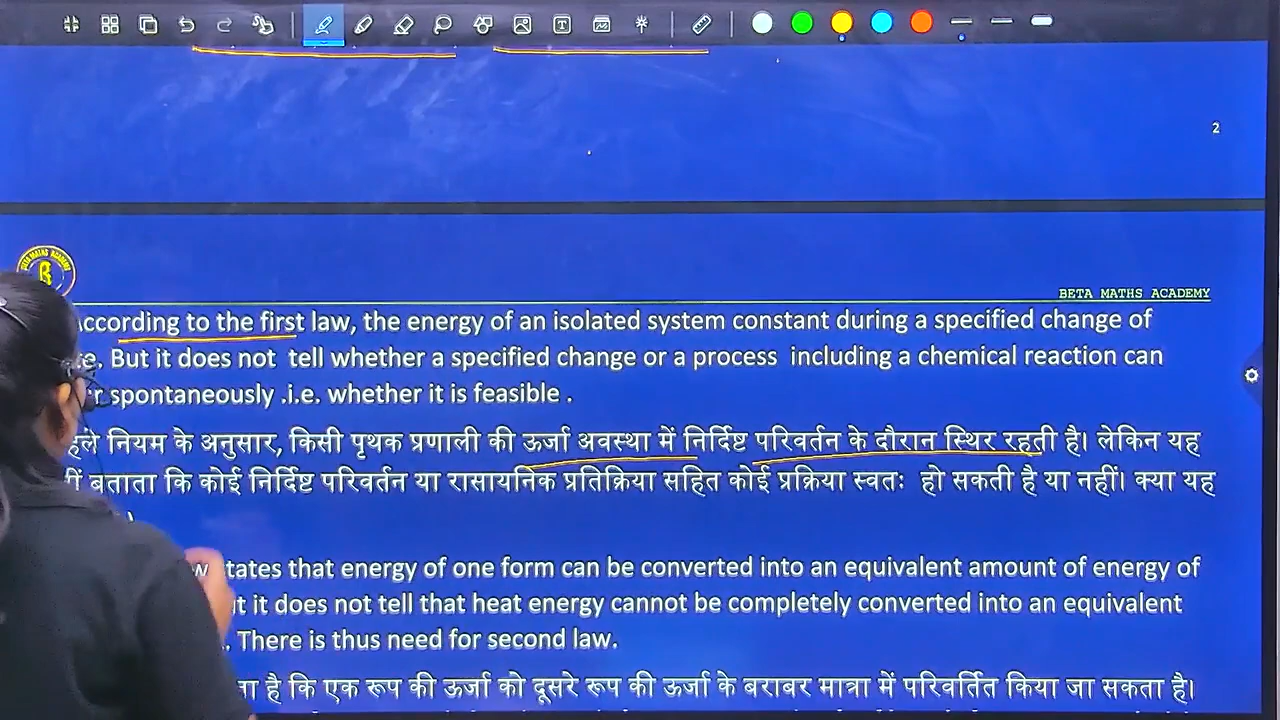 2
BETA MATHS ACADEMY
BETA MATHS ACADEMY
According to the first law, the energy of an isolated system constant during a specified change of
But it does not tell whether a specified change or a process including a chemical reaction can
spontaneously .i.e. whether it is feasible .
नियम के अनुसार, किसी पृथक प्रणाली की ऊर्जा अवस्था में निर्दिष्ट परिवर्तन के दौरान स्थिर रहती है। लेकिन यह
बताता कि कोई निर्दिष्ट परिवर्तन या रासायनिक प्रतिक्रिया सहित कोई प्रक्रिया स्वतः हो सकती है या नहीं। क्या यह
states that energy of one form can be converted into an equivalent amount of energy of
it does not tell that heat energy cannot be completely converted into an equivalent
. There is thus need for second law.
है कि एक रूप की ऊर्जा को दूसरे रूप की ऊर्जा के बराबर मात्रा में परिवर्तित किया जा सकता है।